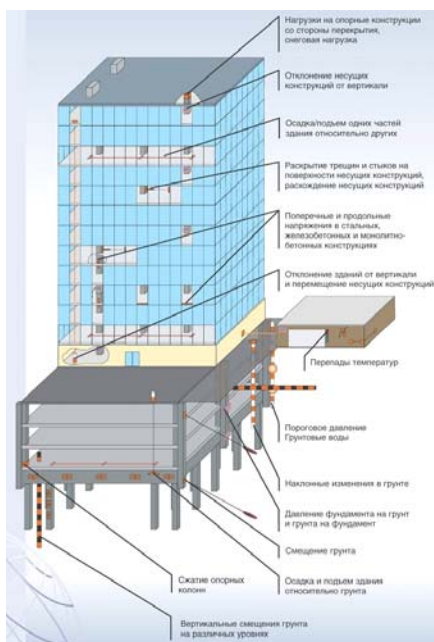 Нагрузки на опорные конструкции
со стороны перекрытия,
снеговая нагрузка
Отклонение несущих
конструкций от вертикали
Осадка/подъем одних частей
здания относительно других
Раскрытие трещин и стыков на
поверхности несущих конструкций,
расхождение несущих конструкций
Поперечные и продольные
напряжения в стальных,
железобетонных и монолитно-
бетонных конструкциях
Отклонение зданий от вертикали
и перемещение несущих конструкций
Перепады температур
Пороговое давление
Грунтовые воды
Наклонные изменения в грунте
Давление фундамента на грунт
и грунта на фундамент
Смещение грунта
Сжатие опорных
колонн
Осадка и подъем здания
относительно грунта
Вертикальные смещения грунта
на различных уровнях